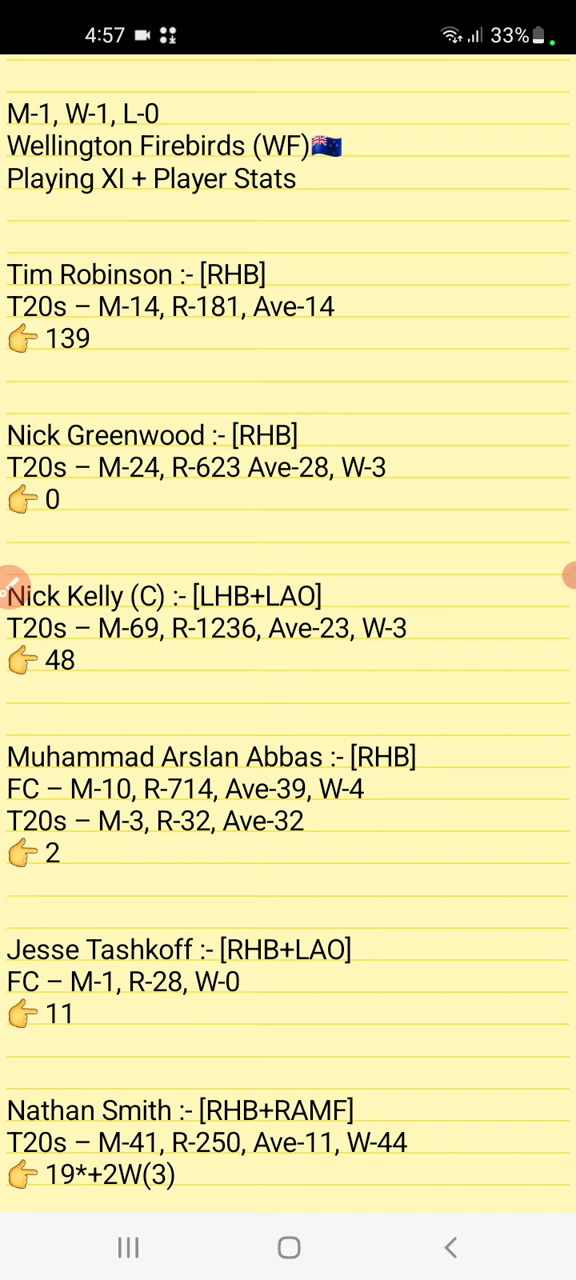 4:57
33%
M-1, W-1, L-0
Wellington Firebirds (WF)🇳🇿
Playing XI + Player Stats
Tim Robinson :- [RHB]
T20s – M-14, R-181, Ave-14
👉 139
Nick Greenwood :- [RHB]
T20s – M-24, R-623 Ave-28, W-3
👉 0
Nick Kelly (C) :- [LHB+LAO]
T20s – M-69, R-1236, Ave-23, W-3
👉 48
Muhammad Arslan Abbas :- [RHB]
FC – M-10, R-714, Ave-39, W-4
T20s – M-3, R-32, Ave-32
👉 2
Jesse Tashkoff :- [RHB+LAO]
FC – M-1, R-28, W-0
👉 11
Nathan Smith :- [RHB+RAMF]
T20s – M-41, R-250, Ave-11, W-44
👉 19*+2W(3)